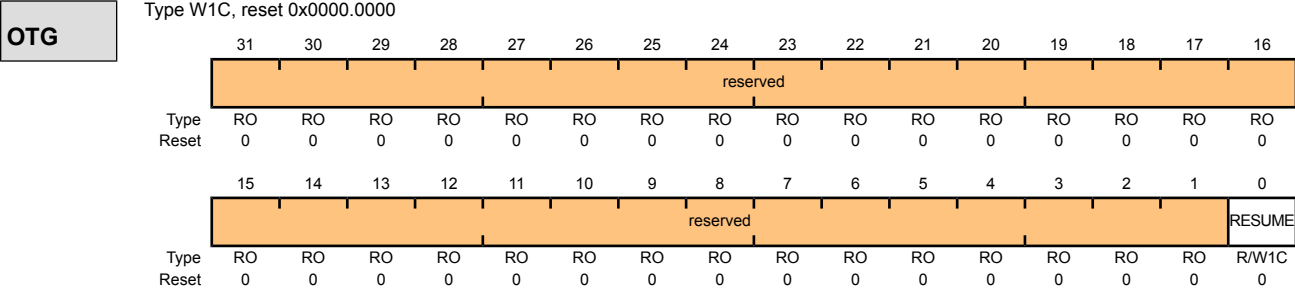 Type W1C, reset 0x0000.0000
OTG
31 30 29 28 27 26 25 24 23 22 21 20 19 18 17 16
reserved
Type RO RO RO RO RO RO RO RO RO RO RO RO RO RO RO RO
Reset 0 0 0 0 0 0 0 0 0 0 0 0 0 0 0 0
15 14 13 12 11 10 9 8 7 6 5 4 3 2 1 0
reserved RESUME
Type RO RO RO RO RO RO RO RO RO RO RO RO RO RO RO R/W1C
Reset 0 0 0 0 0 0 0 0 0 0 0 0 0 0 0 0